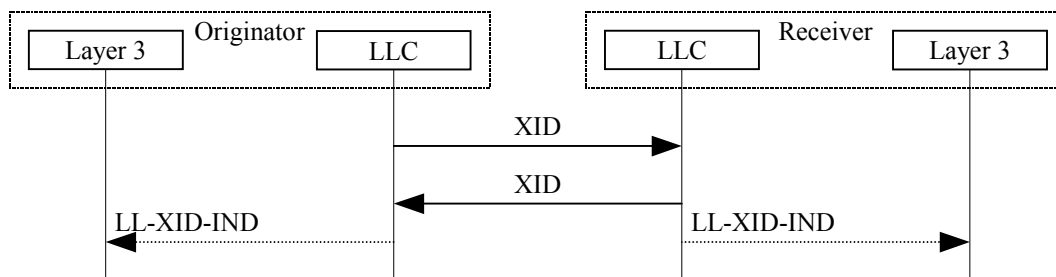 Originator
Receiver
Layer 3
LLC
LLC
Layer 3
XID
XID
LL-XID-IND
LL-XID-IND